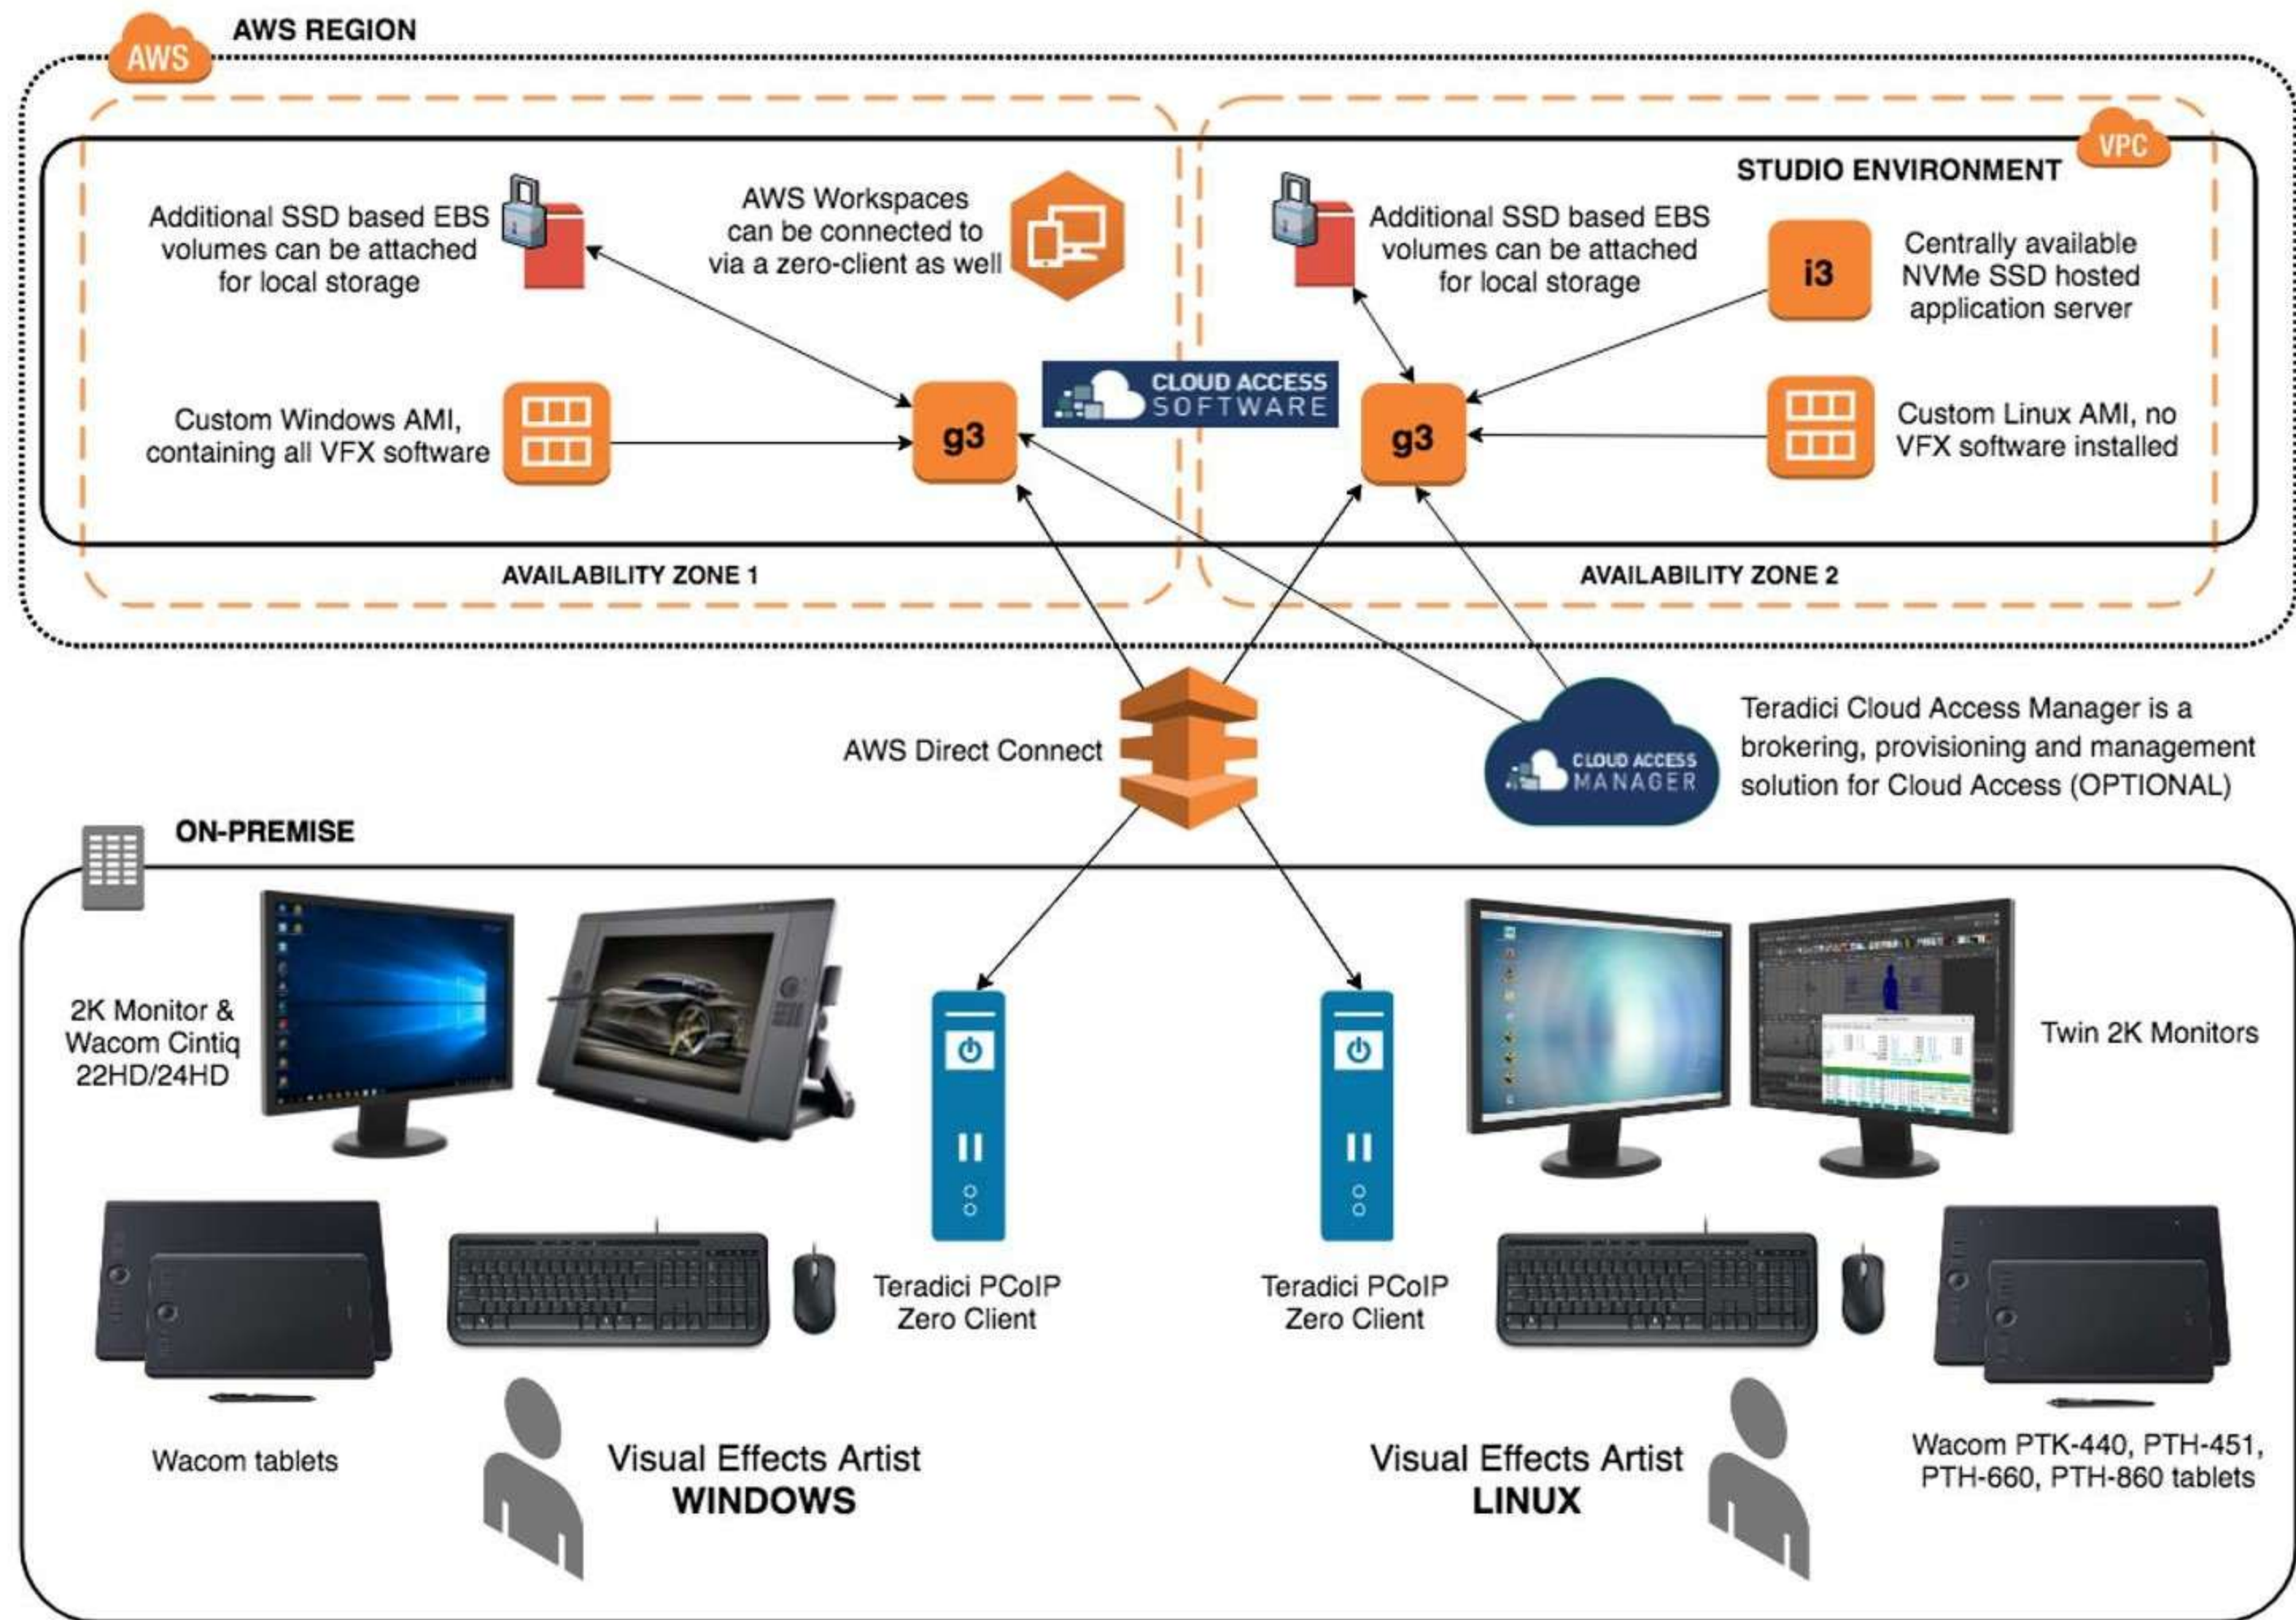 AWS REGION
AWS
VPC
STUDIO ENVIRONMENT
Additional SSD based EBS
volumes can be attached
for local storage
AWS Workspaces
can be connected to
via a zero-client as well
Additional SSD based EBS
volumes can be attached
for local storage
i3
Centrally available
NVMe SSD hosted
application server
Custom Windows AMI,
containing all VFX software
g3
CLOUD ACCESS
SOFTWARE
g3
Custom Linux AMI, no
VFX software installed
AVAILABILITY ZONE 1
AVAILABILITY ZONE 2
AWS Direct Connect
CLOUD ACCESS
MANAGER
Teradici Cloud Access Manager is a
brokering, provisioning and management
solution for Cloud Access (OPTIONAL)
ON-PREMISE
2K Monitor &
Wacom Cintiq
22HD/24HD
Twin 2K Monitors
Teradici PCoIP
Zero Client
Teradici PCoIP
Zero Client
Wacom tablets
Visual Effects Artist
WINDOWS
Visual Effects Artist
LINUX
Wacom PTK-440, PTH-451,
PTH-660, PTH-860 tablets